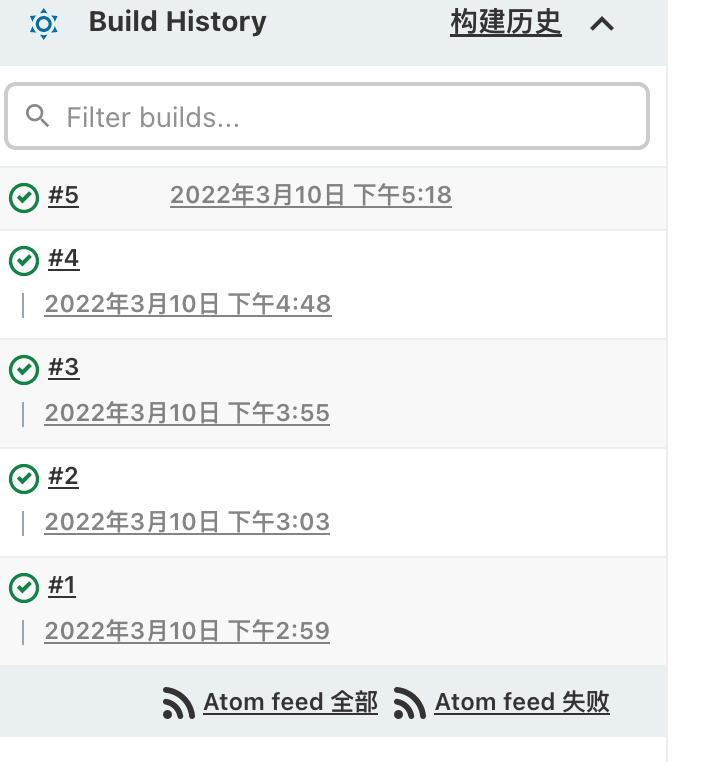 Build History 构建历史
Filter builds...
#5 2022年3月10日 下午5:18
#4
2022年3月10日 下午4:48
#3
2022年3月10日 下午3:55
#2
2022年3月10日 下午3:03
#1
2022年3月10日 下午2:59
Atom feed 全部 Atom feed 失败